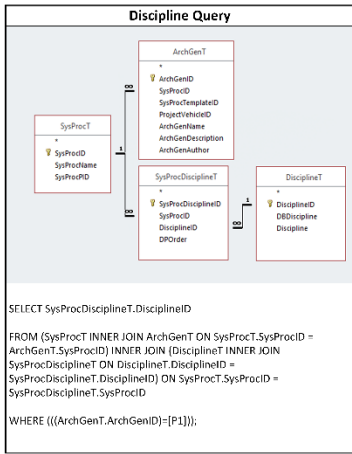 Discipline Query
ArchGenT
*
ArchGenID
SysProcID
SysProcTemplateID
ProjectVehicleID
ArchGenName
ArchGenDescription
ArchGenAuthor
SysProcT
*
SysProcID
SysProcName
SysProcPID
∞
1
∞
SysProcDisciplineT
*
SysProcDisciplineID
SysProcID
DisciplineID
DPOrder
∞
1
DisciplineT
*
DisciplineID
DBDiscipline
Discipline
SELECT SysProcDisciplineT.DisciplineID
FROM (SysProcT INNER JOIN ArchGenT ON SysProcT.SysProcID =
ArchGenT.SysProcID) INNER JOIN (DisciplineT INNER JOIN
SysProcDisciplineT ON DisciplineT.DisciplineID =
SysProcDisciplineT.DisciplineID) ON SysProcT.SysProcID =
SysProcDisciplineT.SysProcID
WHERE (((ArchGenT.ArchGenID)=[P1]));